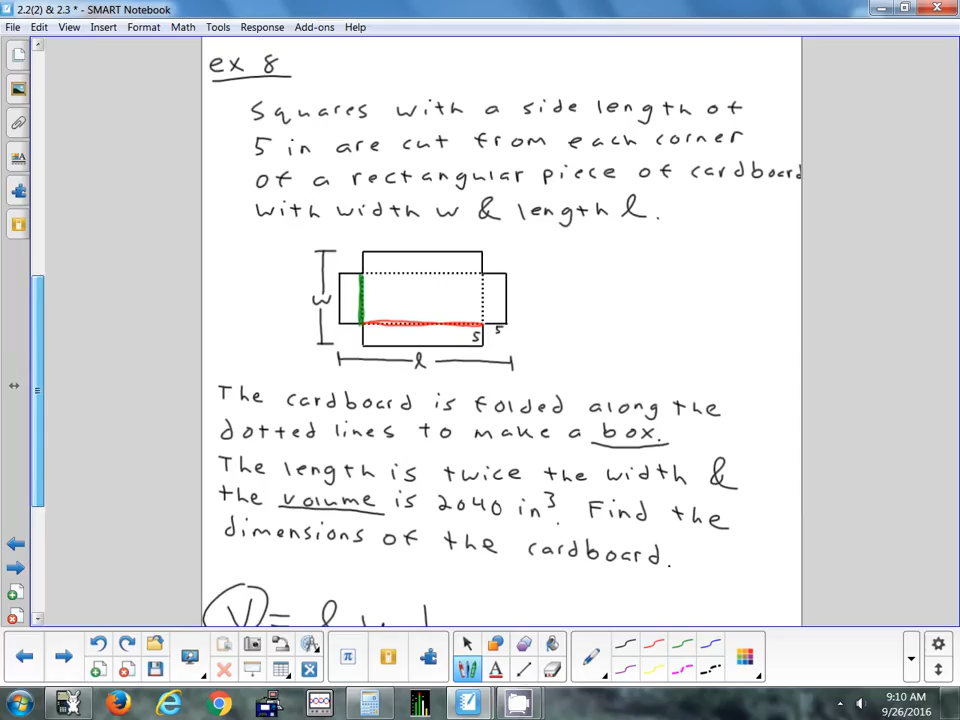 2.2(2) & 2.3 * - SMART Notebook
File Edit View Insert Format Math Tools Response Add-ons Help
ex 8
Squares with a side length of
5 in are cut from each corner
of a rectangular piece of cardboard
with width w & length l.
w
5
5
l
The cardboard is folded along the
dotted lines to make a box.
The length is twice the width &
the volume is 2040 in³. Find the
dimensions of the cardboard.
V =
9:10 AM
9/26/2016